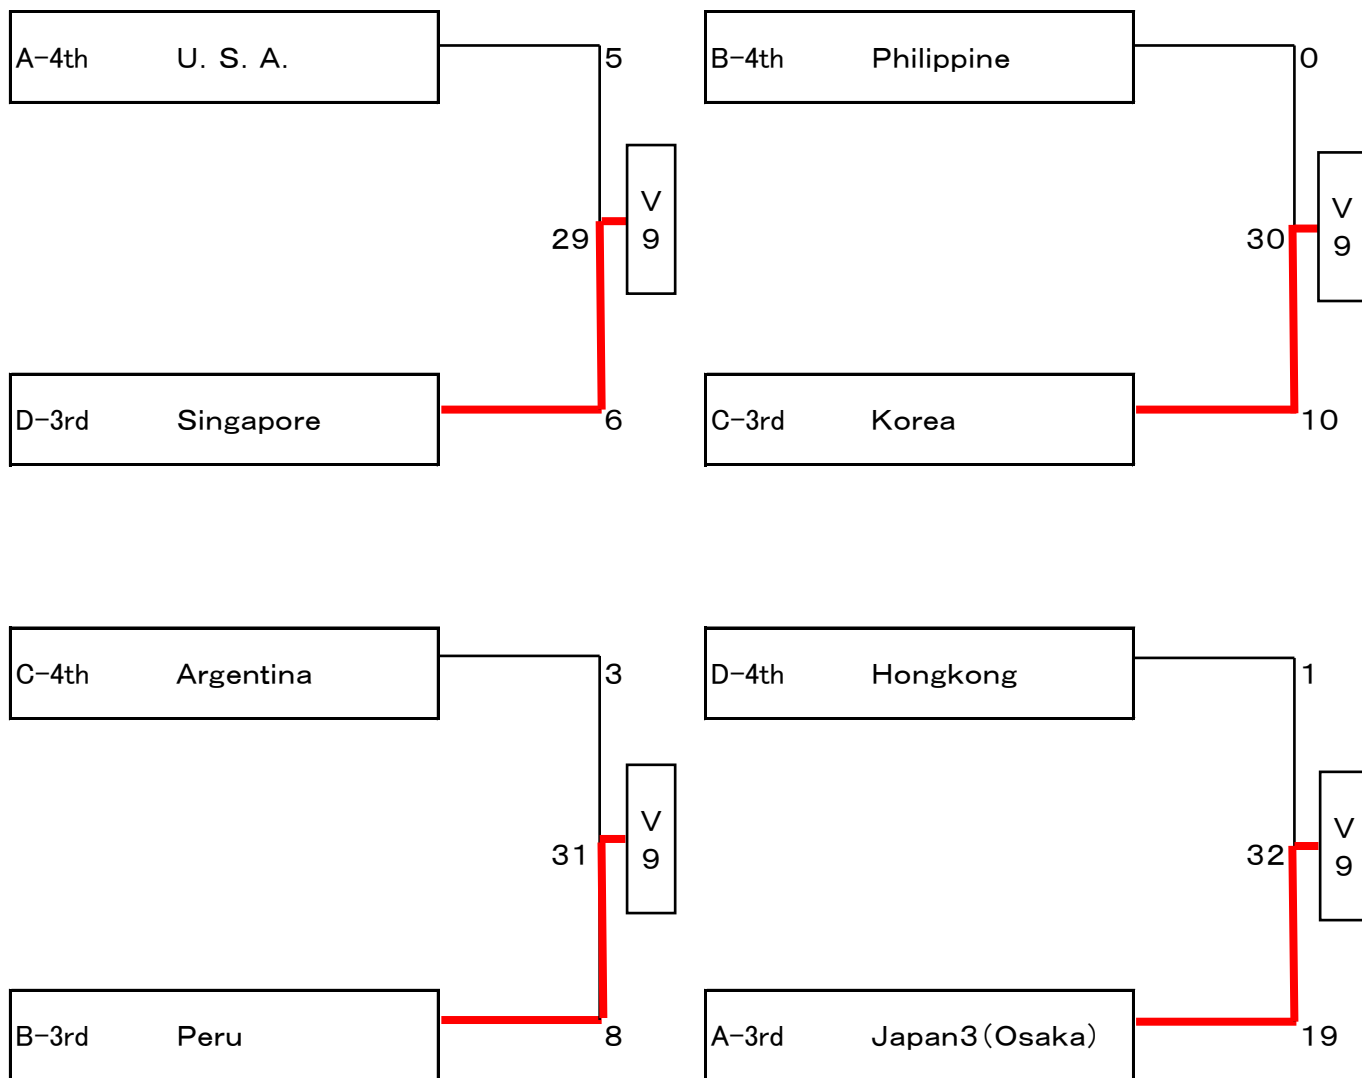 A-4th U. S. A. 5
B-4th Philippine 0
V
9
29
V
9
30
D-3rd Singapore 6
C-3rd Korea 10
C-4th Argentina 3
D-4th Hongkong 1
V
9
31
V
9
32
B-3rd Peru 8
A-3rd Japan3(Osaka) 19